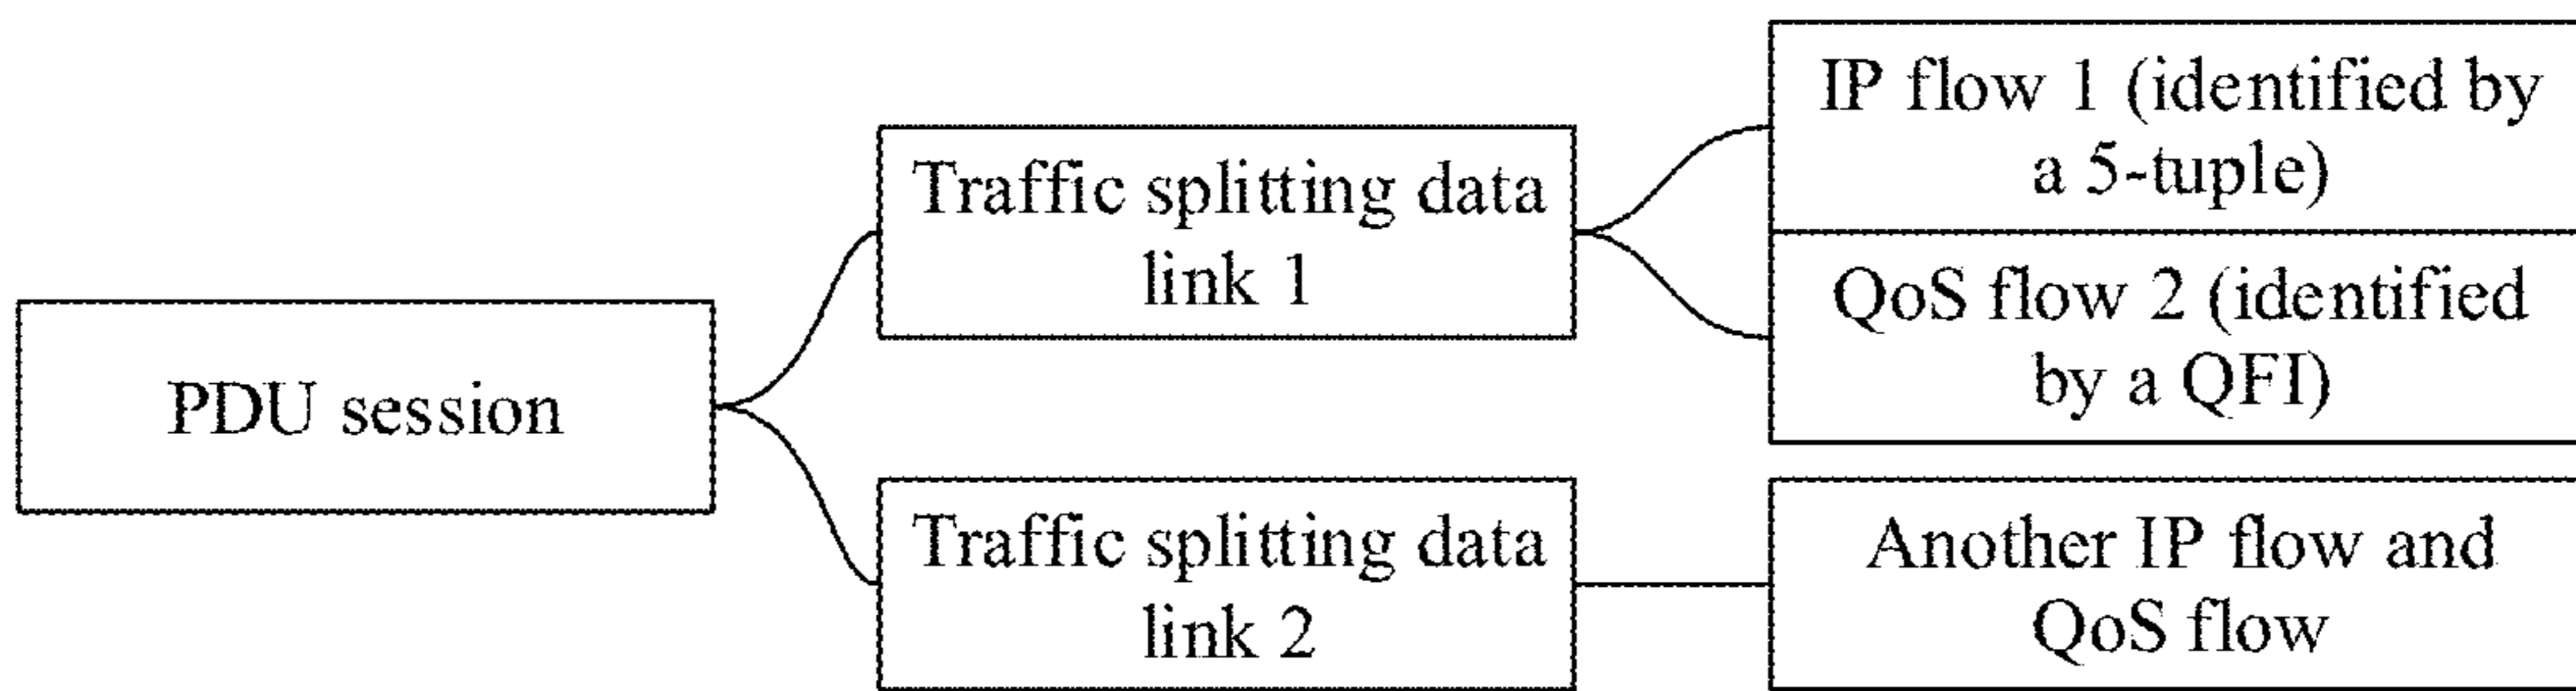 PDU session
Traffic splitting data
link 1
Traffic splitting data
link 2
IP flow 1 (identified by
a 5-tuple)
QoS flow 2 (identified
by a QFI)
Another IP flow and
QoS flow